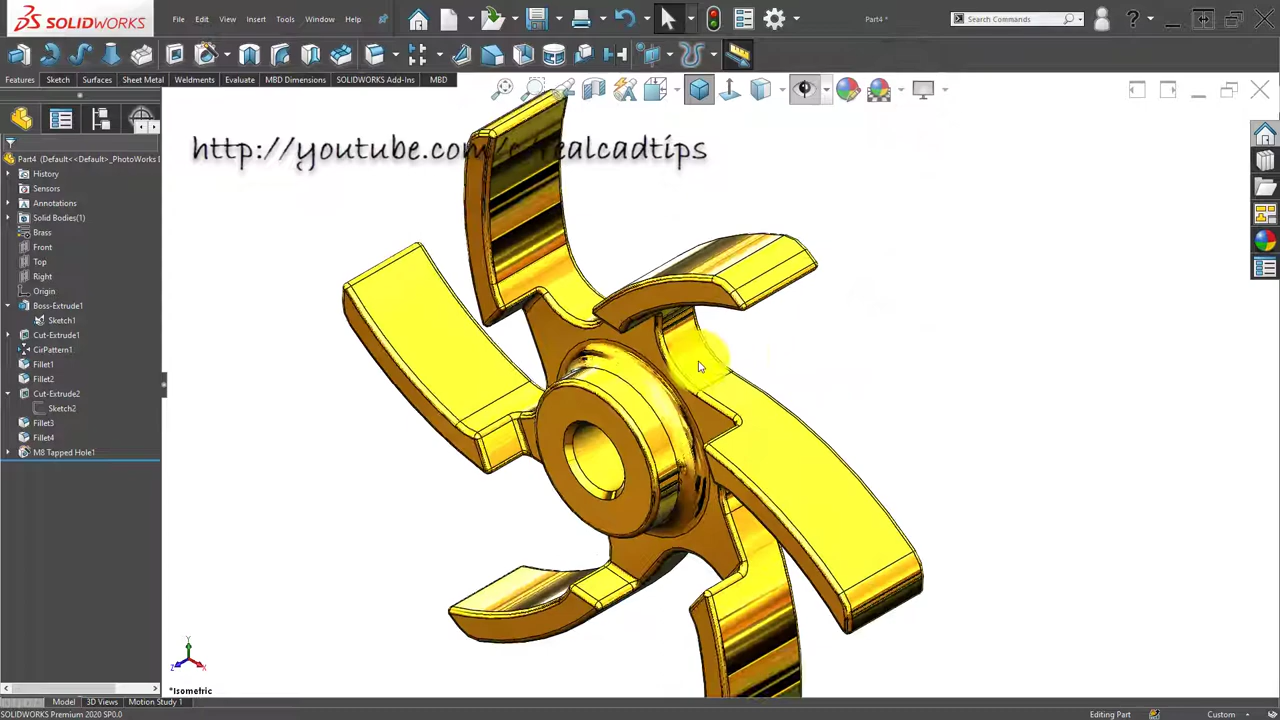 SOLIDWORKS
File Edit View Insert Tools Window Help
Part4 *
Search Commands
Features Sketch Surfaces Sheet Metal Weldments Evaluate MBD Dimensions SOLIDWORKS Add-Ins MBD
http://youtube.com/c/realcadtips
Part4 (Default<<Default>_PhotoWorks D
History
Sensors
Annotations
Solid Bodies(1)
Brass
Front
Top
Right
Origin
Boss-Extrude1
Sketch1
Cut-Extrude1
CirPattern1
Fillet1
Fillet2
Cut-Extrude2
Sketch2
Fillet3
Fillet4
M8 Tapped Hole1
Y
Z X
*Isometric
Model 3D Views Motion Study 1
SOLIDWORKS Premium 2020 SP0.0 Editing Part Custom